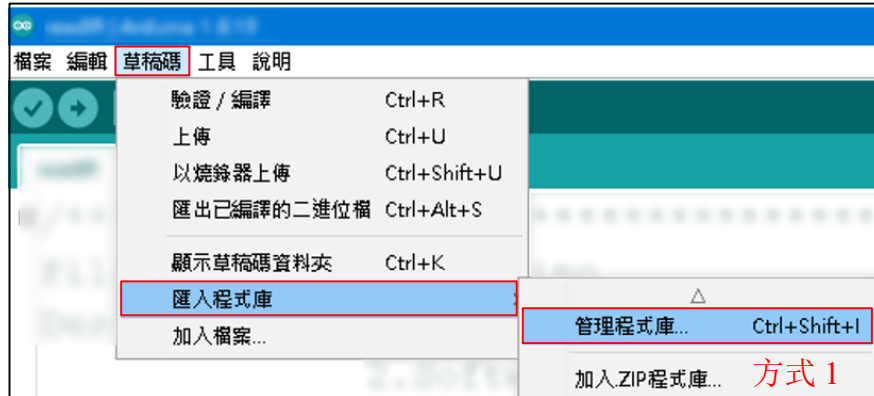 檔案 編輯 草稿碼 工具 說明
驗證 / 編譯 Ctrl+R
上傳 Ctrl+U
以燒錄器上傳 Ctrl+Shift+U
匯出已編譯的二進位檔 Ctrl+Alt+S
顯示草稿碼資料夾 Ctrl+K
匯入程式庫
加入檔案...
管理程式庫... Ctrl+Shift+I
加入.ZIP程式庫... 方式 1